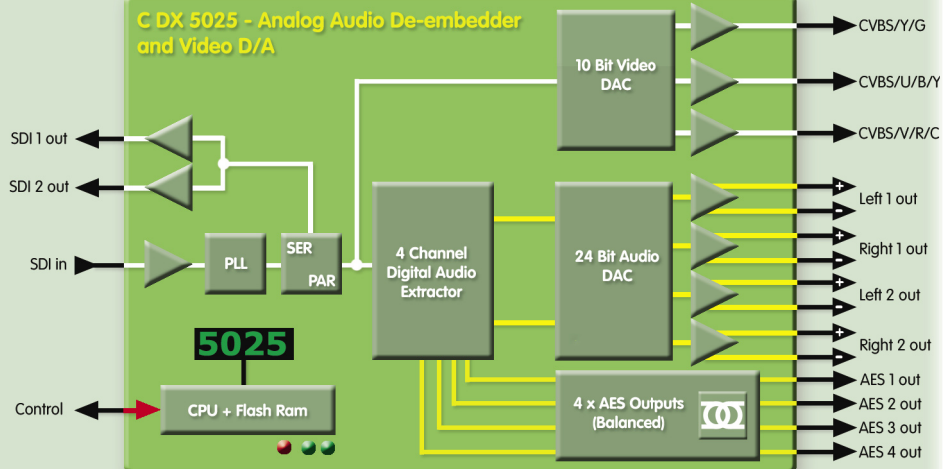 C DX 5025 - Analog Audio De-embedder
and Video D/A
10 Bit Video
DAC
CVBS/Y/G
CVBS/U/B/Y
CVBS/V/R/C
SDI 1 out
SDI 2 out
SDI in
PLL
SER
PAR
4 Channel
Digital Audio
Extractor
24 Bit Audio
DAC
+
Left 1 out
-
+
Right 1 out
-
+
Left 2 out
-
+
Right 2 out
-
5025
Control
CPU + Flash Ram
4 x AES Outputs
(Balanced)
AES 1 out
AES 2 out
AES 3 out
AES 4 out